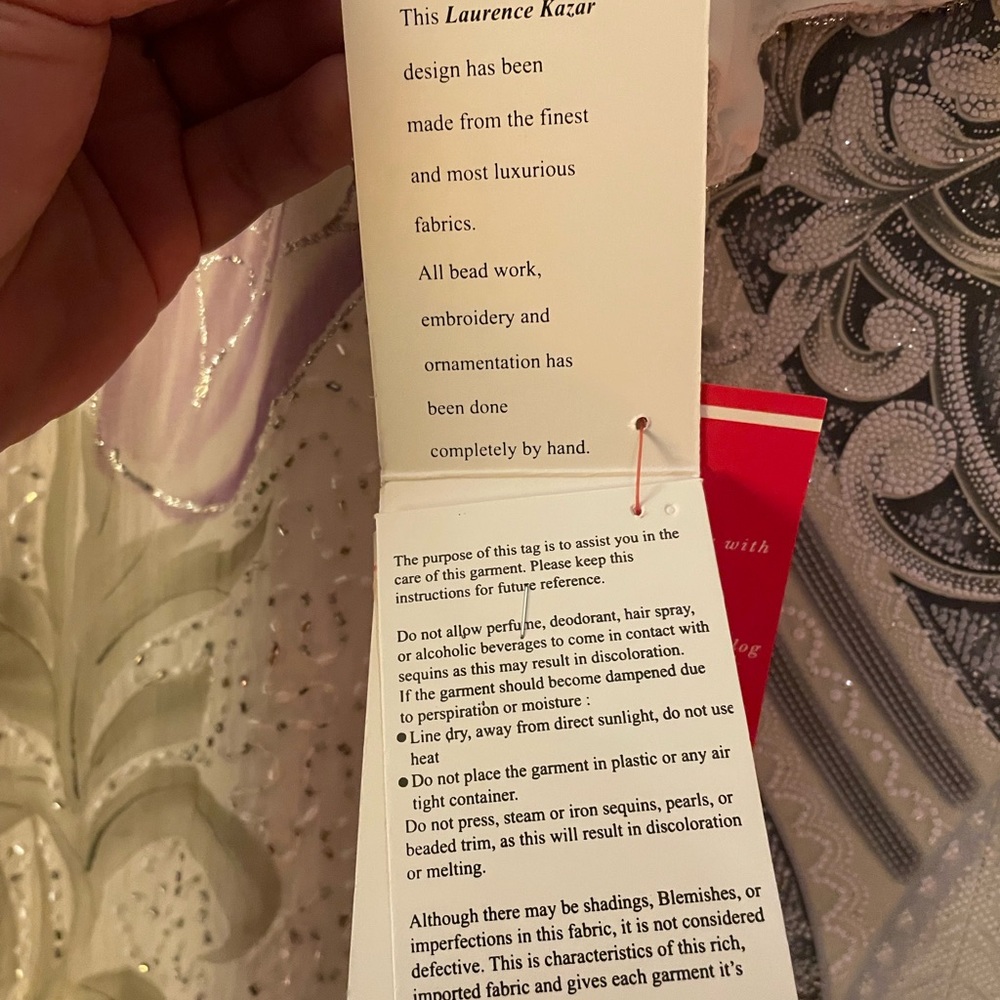 This Laurence Kazar
design has been
made from the finest
and most luxurious
fabrics.
All bead work,
embroidery and
ornamentation has
been done
completely by hand.
The purpose of this tag is to assist you in the
care of this garment. Please keep this
instructions for future reference.
Do not allow perfume, deodorant, hair spray,
or alcoholic beverages to come in contact with
sequins as this may result in discoloration.
If the garment should become dampened due
to perspiration or moisture :
● Line dry, away from direct sunlight, do not use
heat
● Do not place the garment in plastic or any air
tight container.
Do not press, steam or iron sequins, pearls, or
beaded trim, as this will result in discoloration
or melting.
Although there may be shadings, Blemishes, or
imperfections in this fabric, it is not considered
defective. This is characteristics of this rich,
imported fabric and gives each garment it's
with